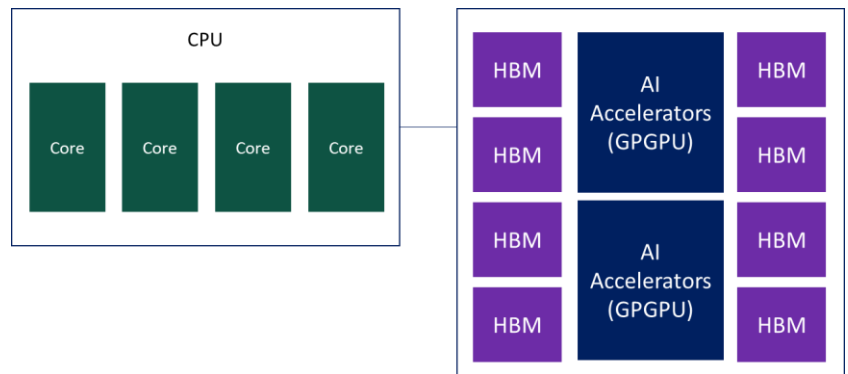 CPU
Core
Core
Core
Core
HBM
HBM
HBM
HBM
AI
Accelerators
(GPGPU)
AI
Accelerators
(GPGPU)
HBM
HBM
HBM
HBM